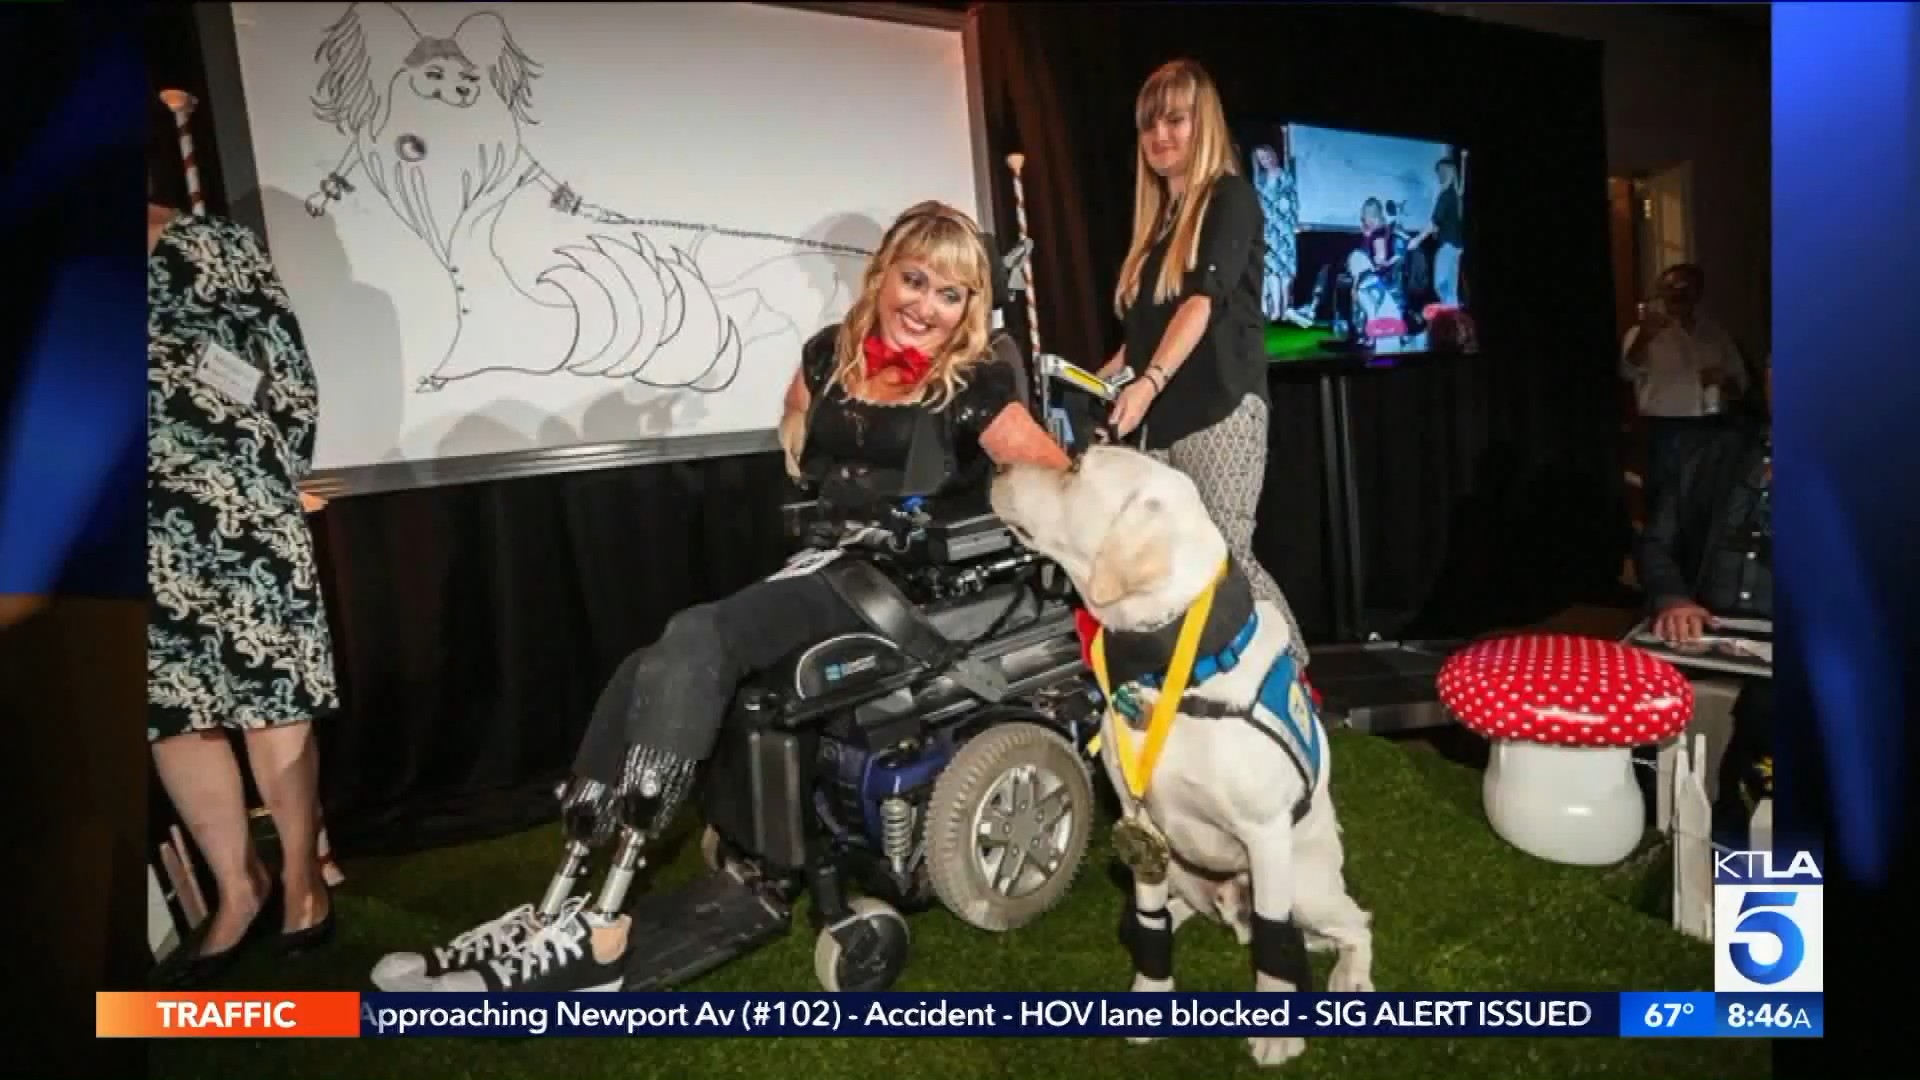 KTLA
5
TRAFFIC
Approaching Newport Av (#102) - Accident - HOV lane blocked - SIG ALERT ISSUED
67°
8:46A